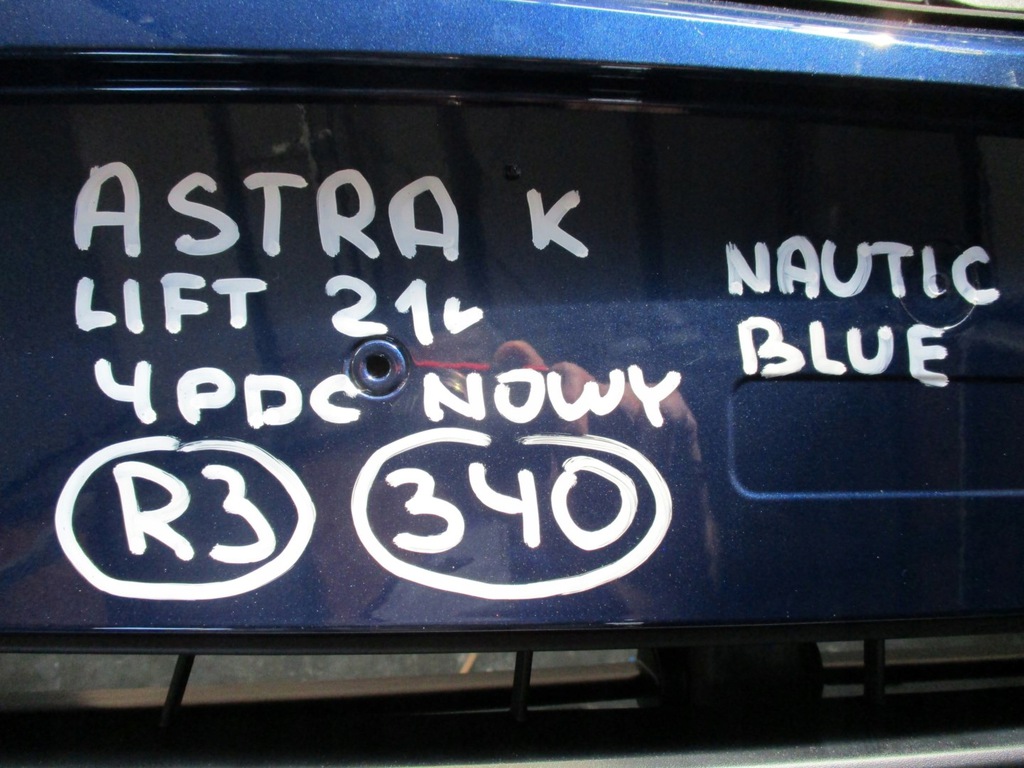 ASTRA K
LIFT 21r
4PDC NOWY
R3 340
NAUTIC
BLUE